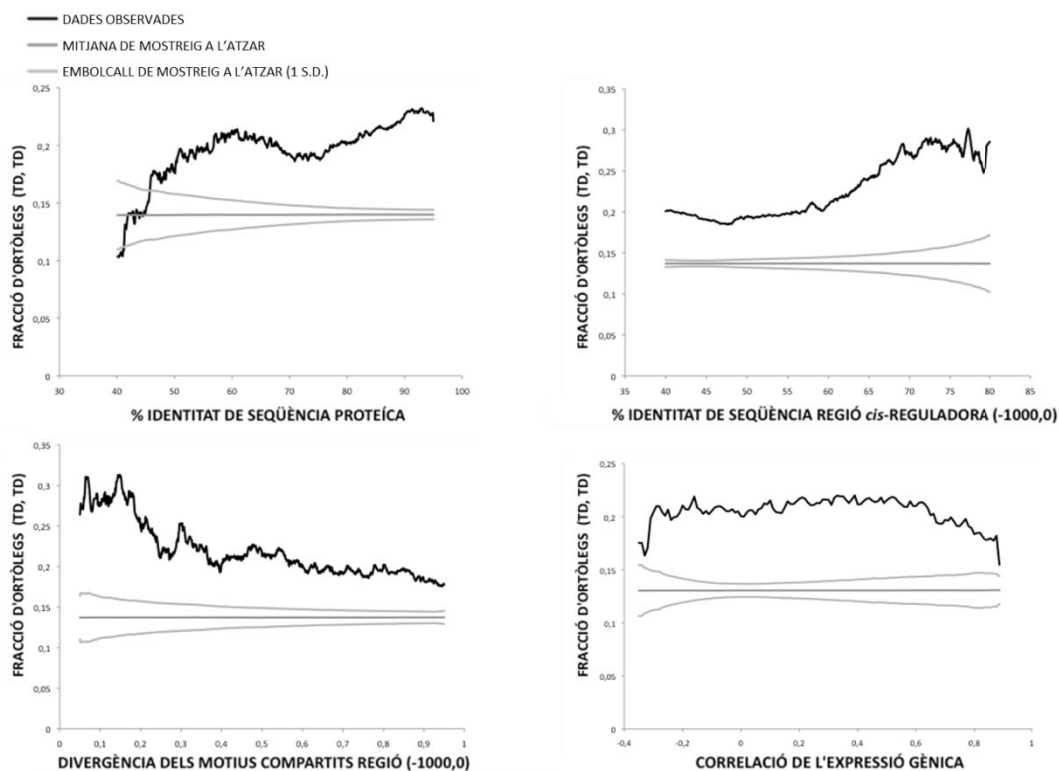 DADES OBSERVADES
MITJANA DE MOSTREIG A L'ATZAR
EMBOLCALL DE MOSTREIG A L'ATZAR (1 S.D.)
FRACCIÓ D'ORTÒLEGS (TD, TD)
0,25
0,2
0,15
0,1
0,05
0
30 40 50 60 70 80 90 100
% IDENTITAT DE SEQÜÈNCIA PROTEÍCA
FRACCIÓ D'ORTÒLEGS (TD, TD)
0,35
0,3
0,25
0,2
0,15
0,1
0,05
0
35 40 45 50 55 60 65 70 75 80 85
% IDENTITAT DE SEQÜÈNCIA REGIÓ cis-REGULADORA (-1000,0)
FRACCIÓ D'ORTÒLEGS (TD, TD)
0,35
0,3
0,25
0,2
0,15
0,1
0,05
0
0 0,1 0,2 0,3 0,4 0,5 0,6 0,7 0,8 0,9 1
DIVERGÈNCIA DELS MOTIUS COMPARTITS REGIÓ (-1000,0)
FRACCIÓ D'ORTÒLEGS (TD, TD)
0,25
0,2
0,15
0,1
0,05
0
-0,4 -0,2 0 0,2 0,4 0,6 0,8 1
CORRELACIÓ DE L'EXPRESSIÓ GÈNICA